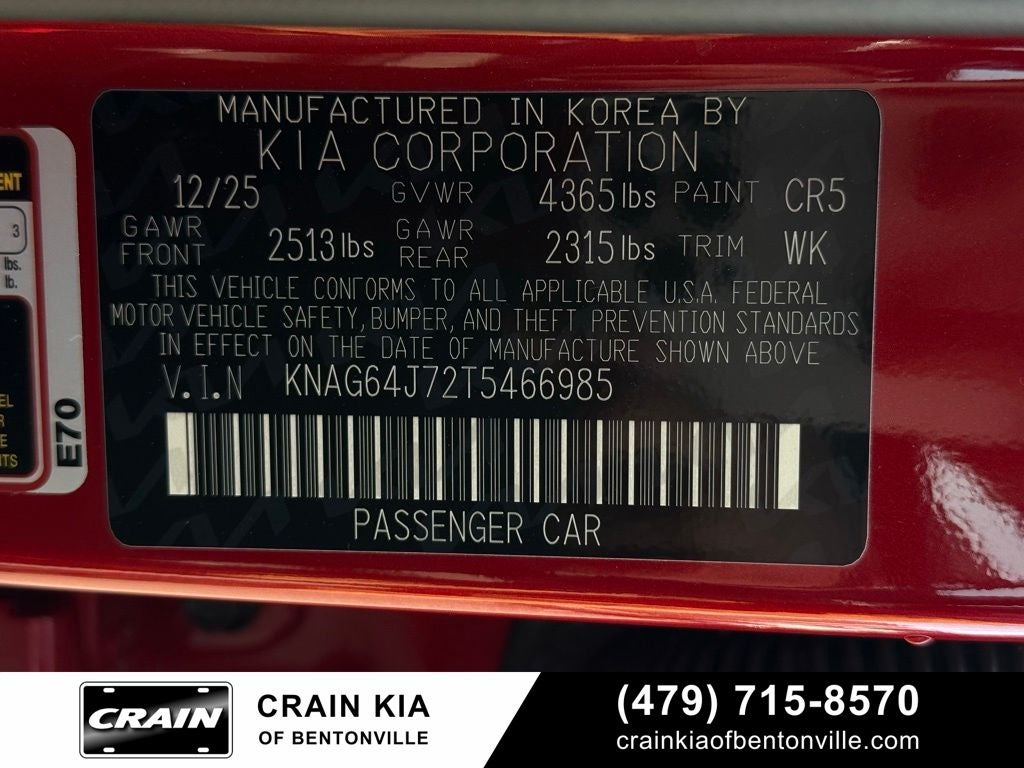 MANUFACTURED IN KOREA BY
KIA CORPORATION
12/25 GVWR 4365 lbs PAINT CR5
GAWR FRONT 2513 lbs GAWR REAR 2315 lbs TRIM WK
THIS VEHICLE CONFORMS TO ALL APPLICABLE U.S.A. FEDERAL
MOTOR VEHICLE SAFETY, BUMPER, AND THEFT PREVENTION STANDARDS
IN EFFECT ON THE DATE OF MANUFACTURE SHOWN ABOVE
V.I.N KNAG64J72T5466985
PASSENGER CAR
3
lbs.
lb.
E70
CRAIN
CRAIN KIA
OF BENTONVILLE
(479) 715-8570
crainkiaofbentonville.com